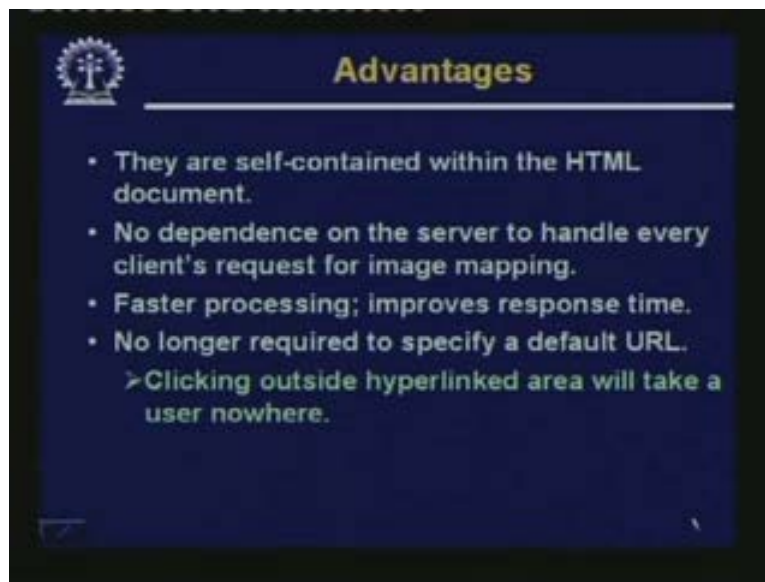 Advantages
• They are self-contained within the HTML
document.
• No dependence on the server to handle every
client's request for image mapping.
• Faster processing; improves response time.
• No longer required to specify a default URL.
➢Clicking outside hyperlinked area will take a
user nowhere.